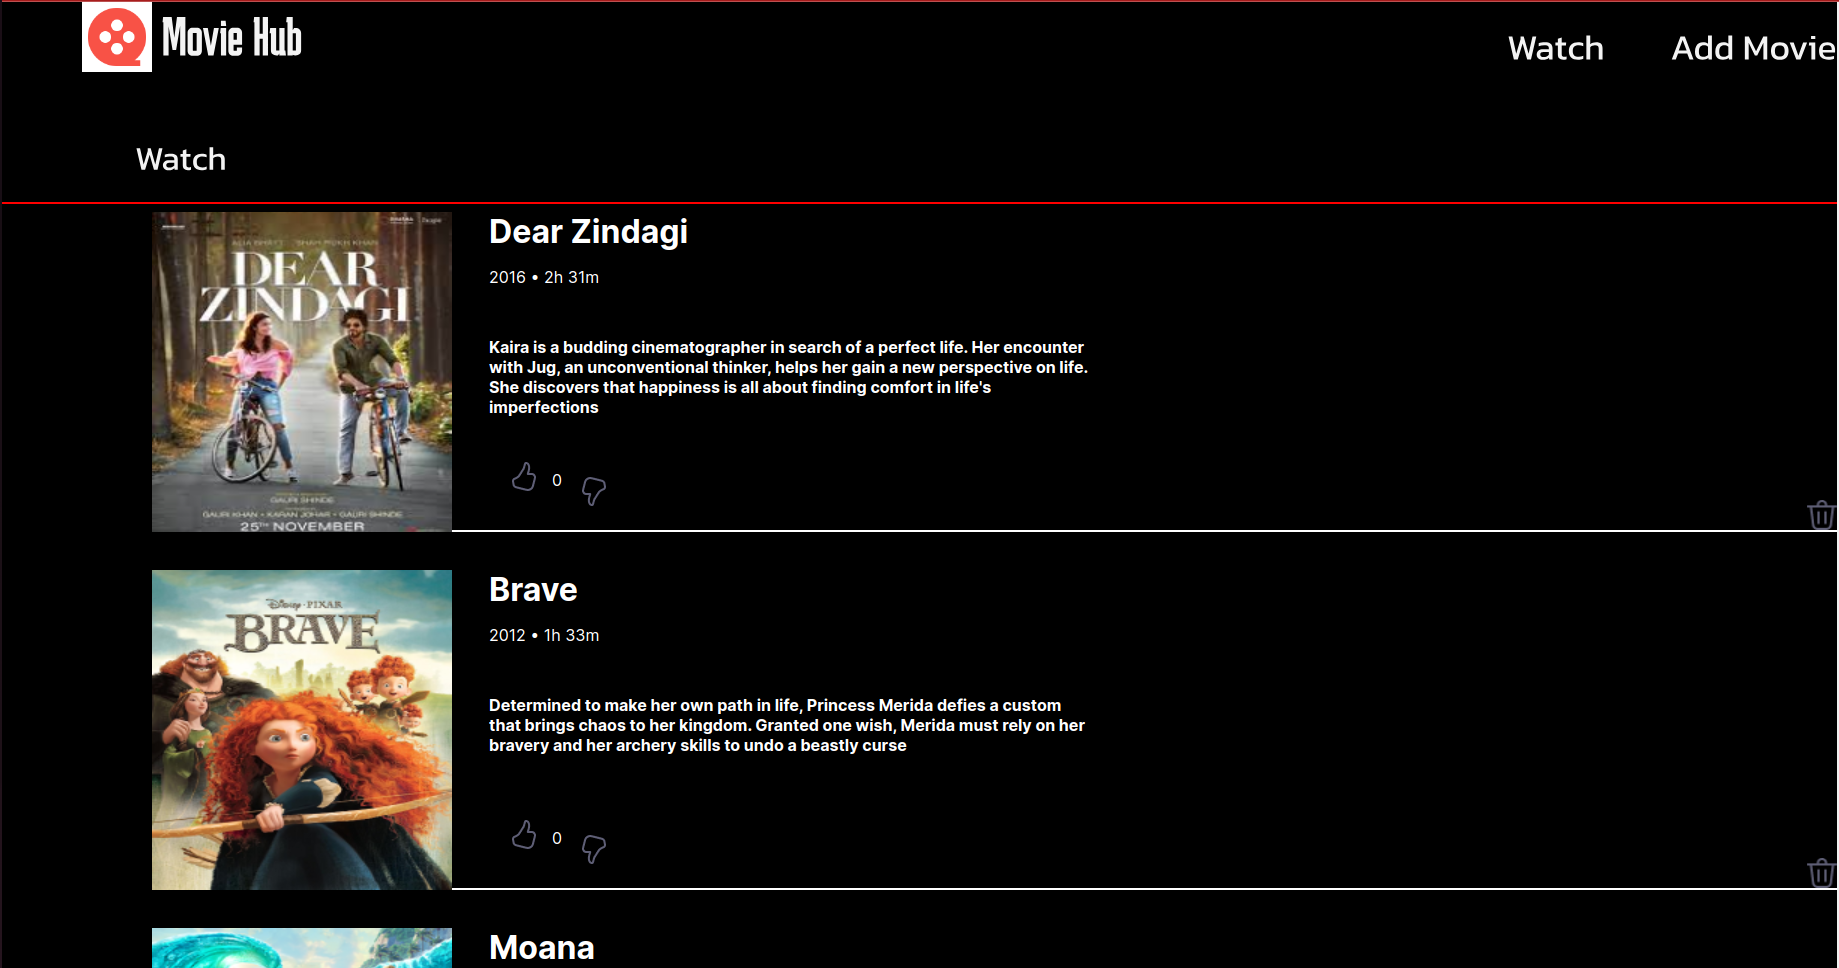 Movie Hub
Watch
Add Movie
Watch
ALIA BHATT SHAH RUKH KHAN
DEAR
ZINDAGI
GAURI SHINDE
GAURI KHAN • KARAN JOHAR • GAURI SHINDE
25TH NOVEMBER
Dear Zindagi
2016 • 2h 31m
Kaira is a budding cinematographer in search of a perfect life. Her encounter
with Jug, an unconventional thinker, helps her gain a new perspective on life.
She discovers that happiness is all about finding comfort in life's
imperfections
0
Disney • PIXAR
BRAVE
Brave
2012 • 1h 33m
Determined to make her own path in life, Princess Merida defies a custom
that brings chaos to her kingdom. Granted one wish, Merida must rely on her
bravery and her archery skills to undo a beastly curse
0
Moana